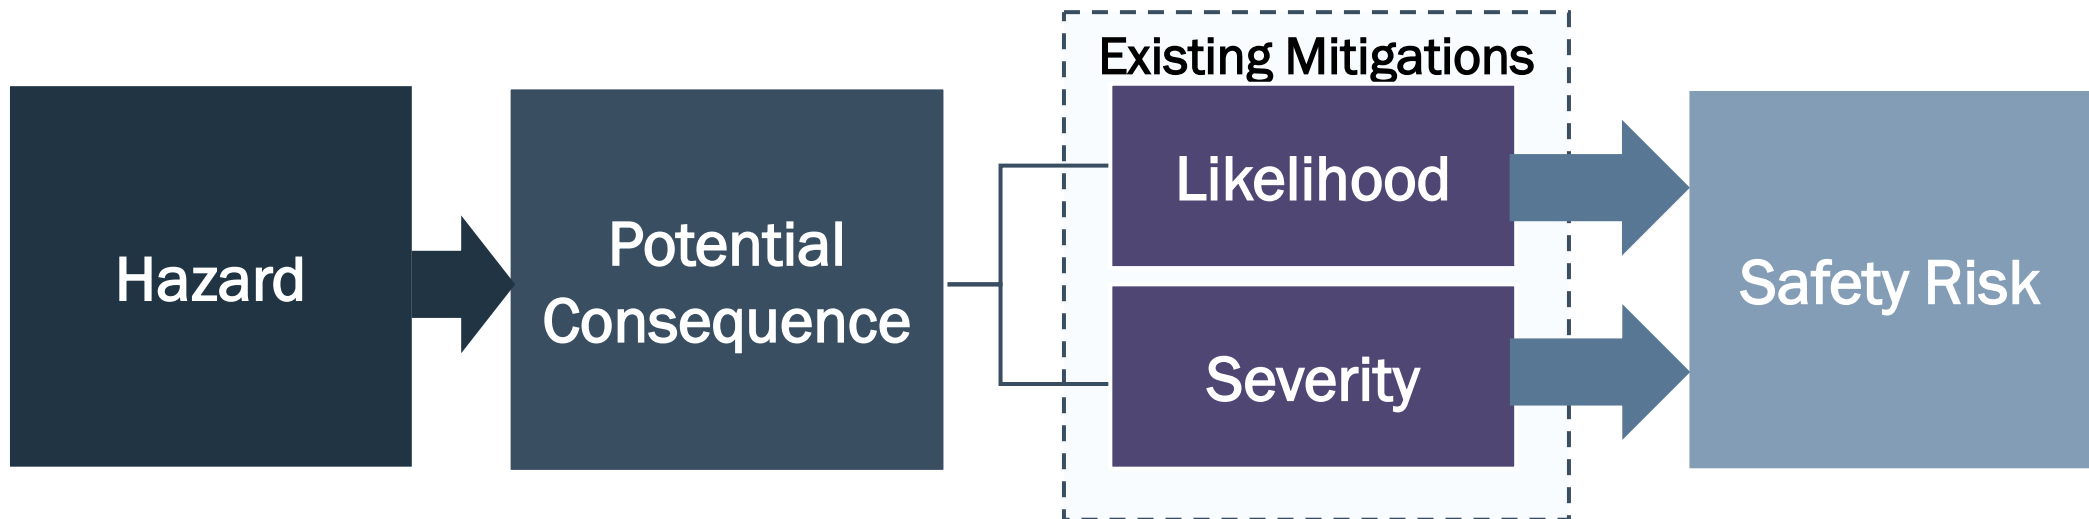 Existing Mitigations
Hazard
Potential
Consequence
Likelihood
Severity
Safety Risk